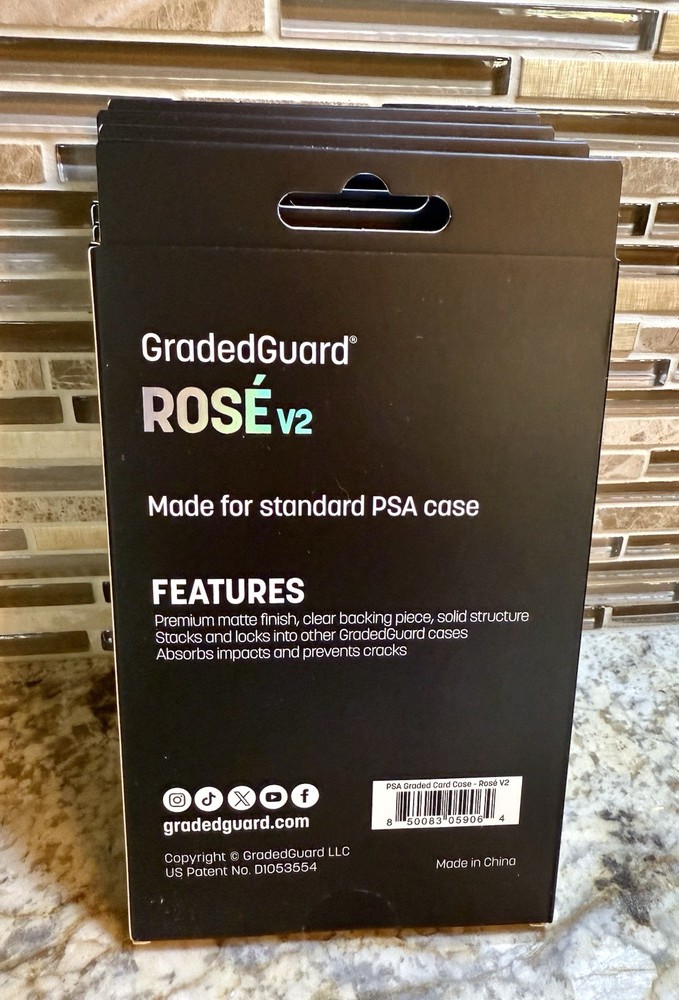 GradedGuard®
ROSÉ V2
Made for standard PSA case
FEATURES
Premium matte finish, clear backing piece, solid structure
Stacks and locks into other GradedGuard cases
Absorbs impacts and prevents cracks
gradedguard.com
Copyright © GradedGuard LLC
US Patent No. D1053554
PSA Graded Card Case - Rosé V2
8 50083 05906 4
Made in China